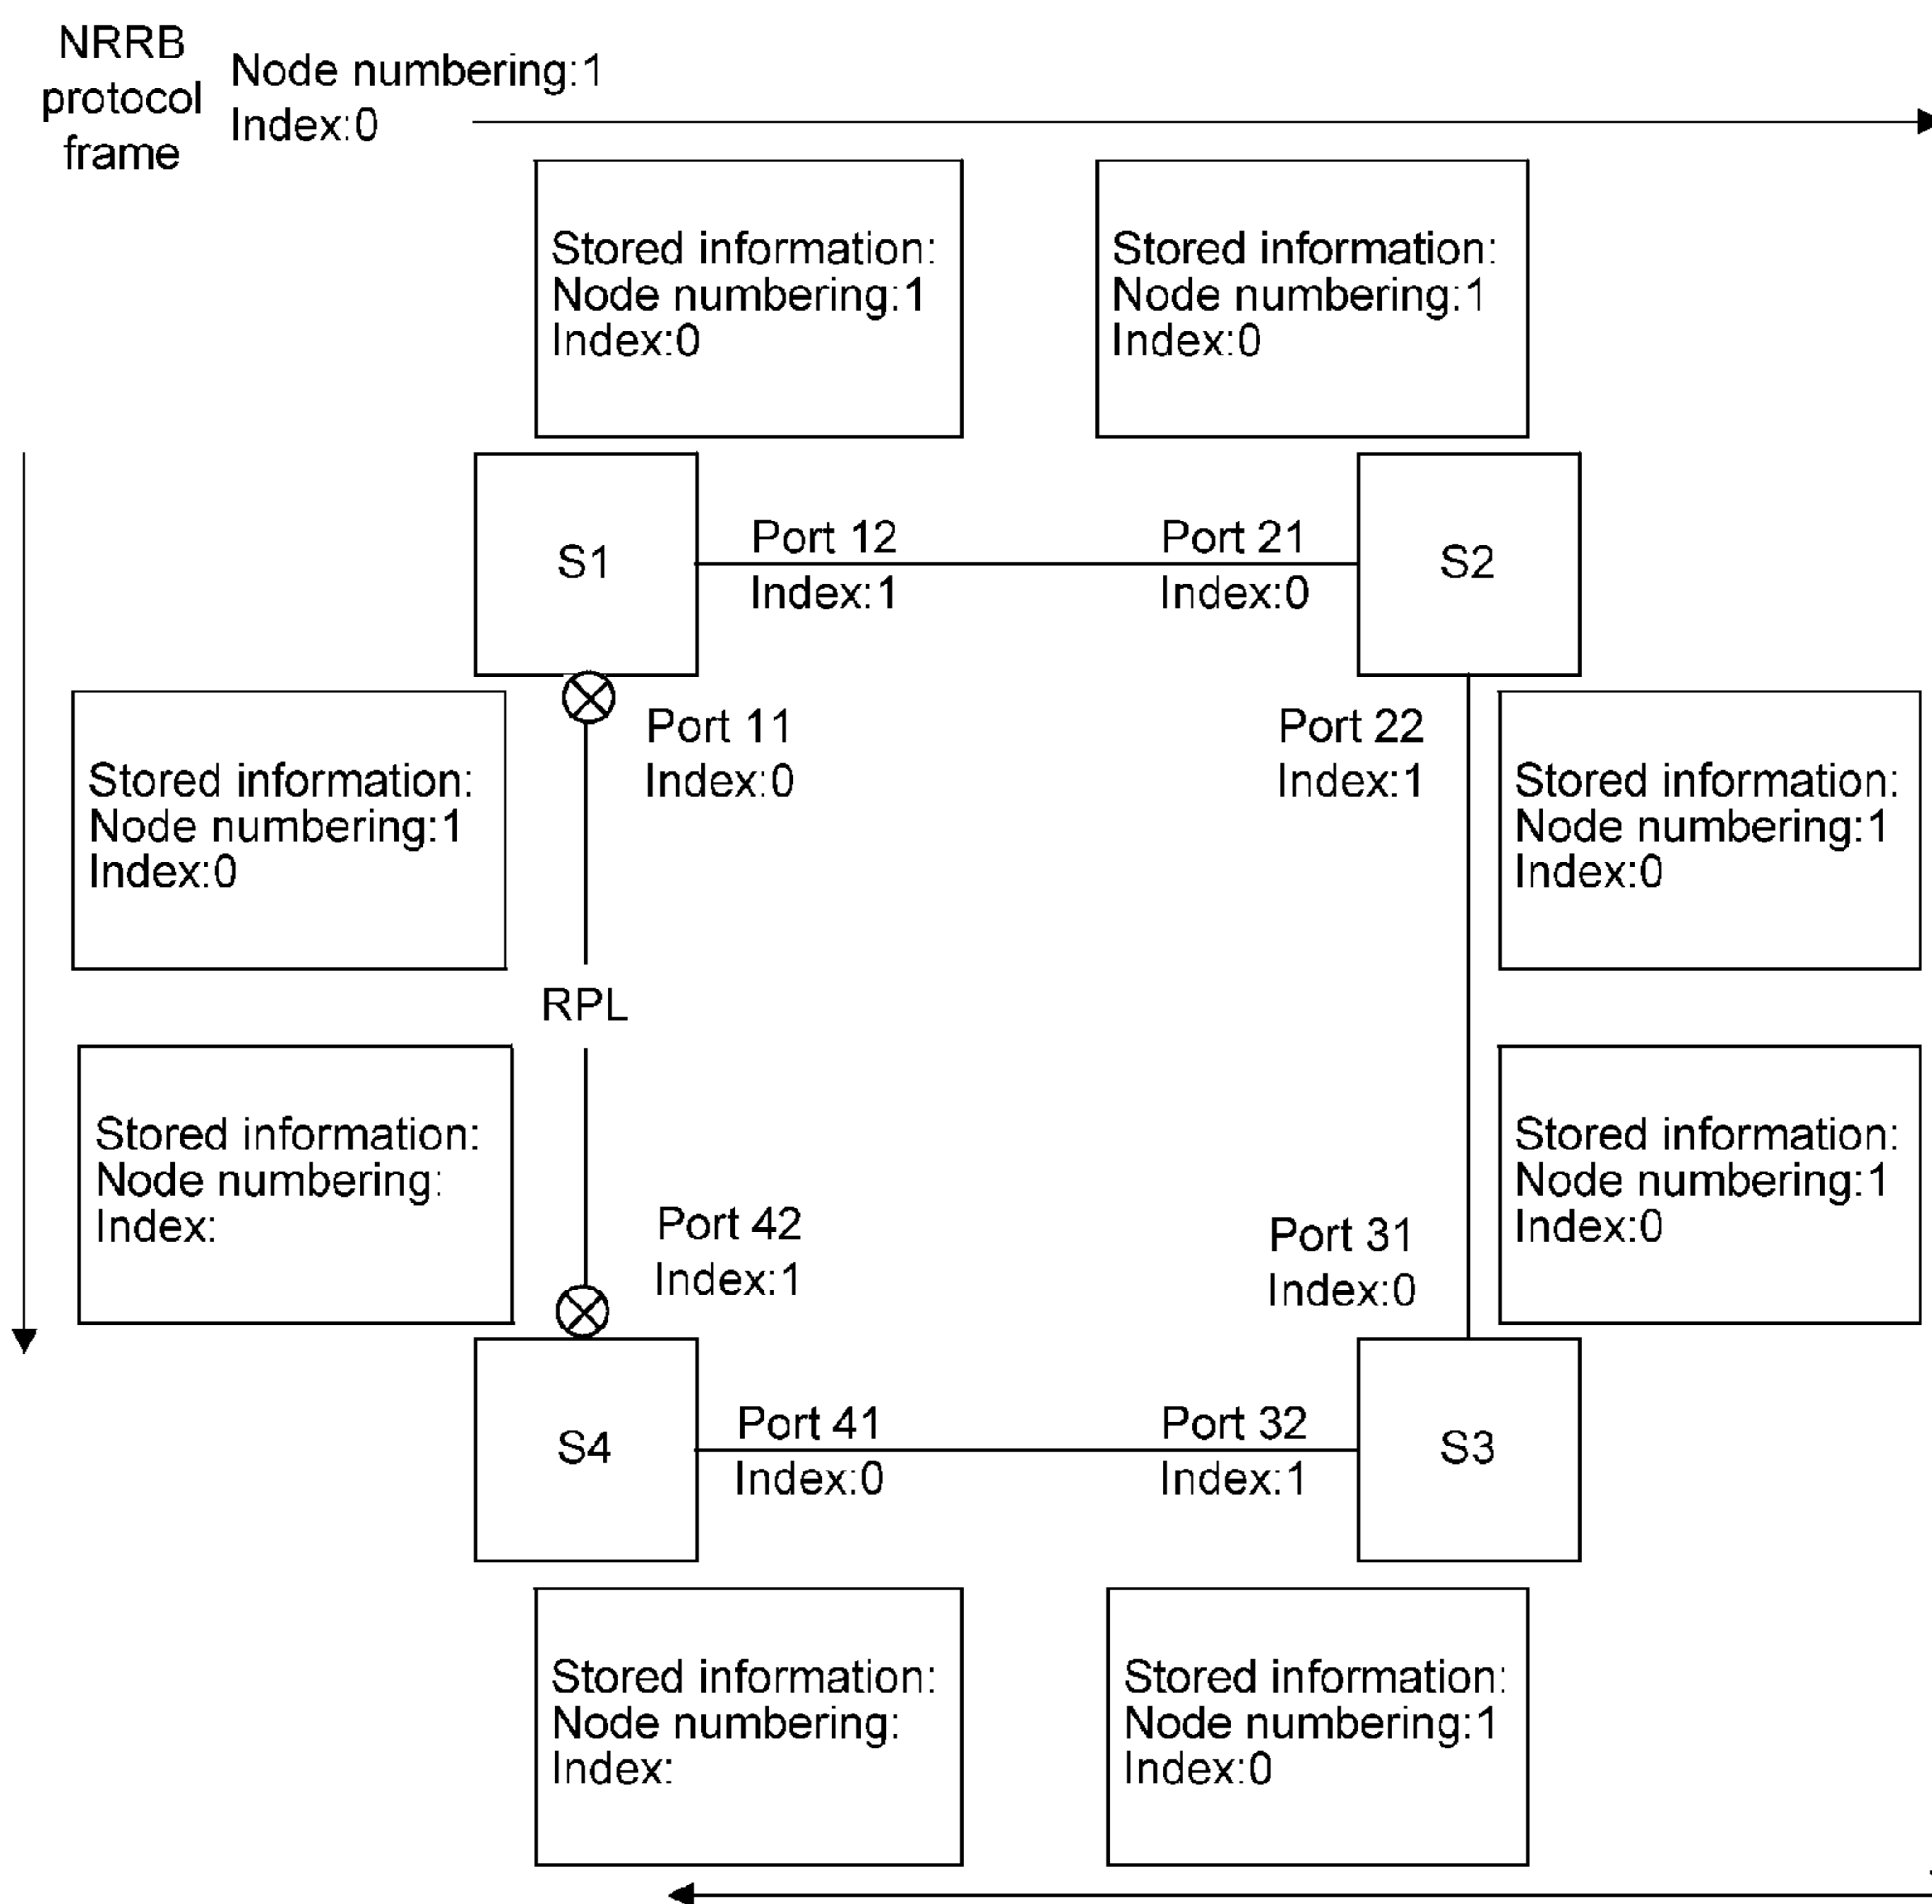 NRRB
protocol
frame
Node numbering:1
Index:0
Stored information:
Node numbering:1
Index:0
Stored information:
Node numbering:1
Index:0
S1
Port 12
Index:1
Port 21
Index:0
S2
Port 11
Index:0
Port 22
Index:1
Stored information:
Node numbering:1
Index:0
Stored information:
Node numbering:1
Index:0
RPL
Stored information:
Node numbering:
Index:
Port 42
Index:1
Port 31
Index:0
Stored information:
Node numbering:1
Index:0
S4
Port 41
Index:0
Port 32
Index:1
S3
Stored information:
Node numbering:
Index:
Stored information:
Node numbering:1
Index:0